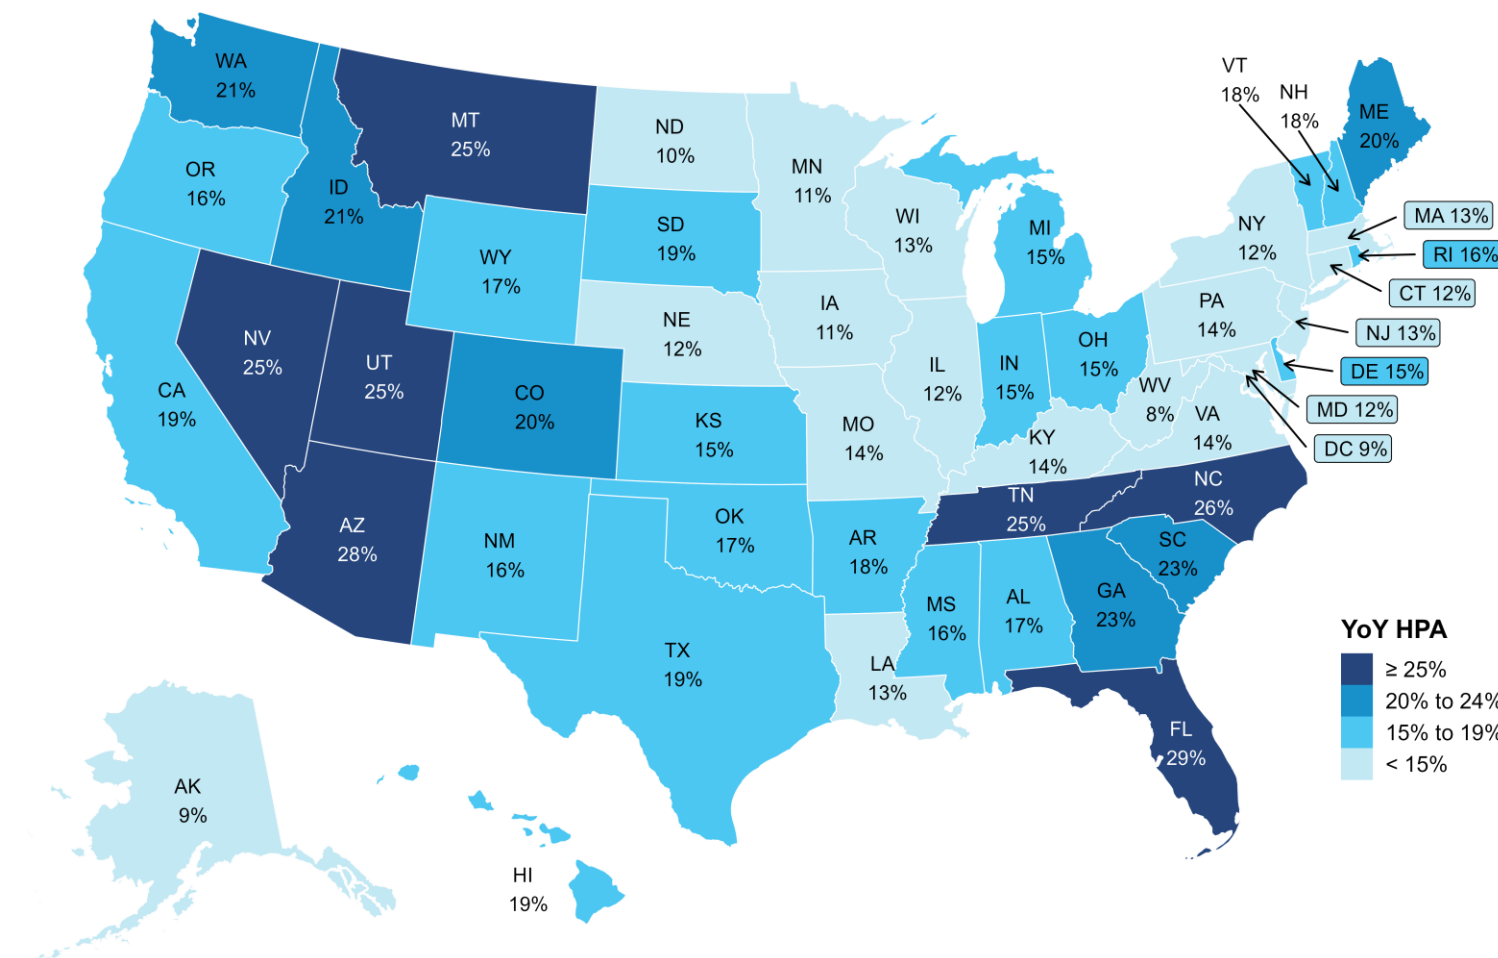 WA
21%
MT
25%
ND
10%
MN
11%
VT
18%
NH
18%
ME
20%
OR
16%
ID
21%
WY
17%
SD
19%
WI
13%
MI
15%
NY
12%
MA 13%
RI 16%
CT 12%
NJ 13%
DE 15%
MD 12%
DC 9%
NV
25%
UT
25%
CA
19%
CO
20%
NE
12%
IA
11%
IL
12%
IN
15%
OH
15%
PA
14%
WV
8%
VA
14%
KS
15%
MO
14%
KY
14%
AZ
28%
NM
16%
OK
17%
AR
18%
TN
25%
NC
26%
SC
23%
MS
16%
AL
17%
GA
23%
TX
19%
LA
13%
FL
29%
AK
9%
HI
19%
YoY HPA
≥ 25%
20% to 24%
15% to 19%
< 15%